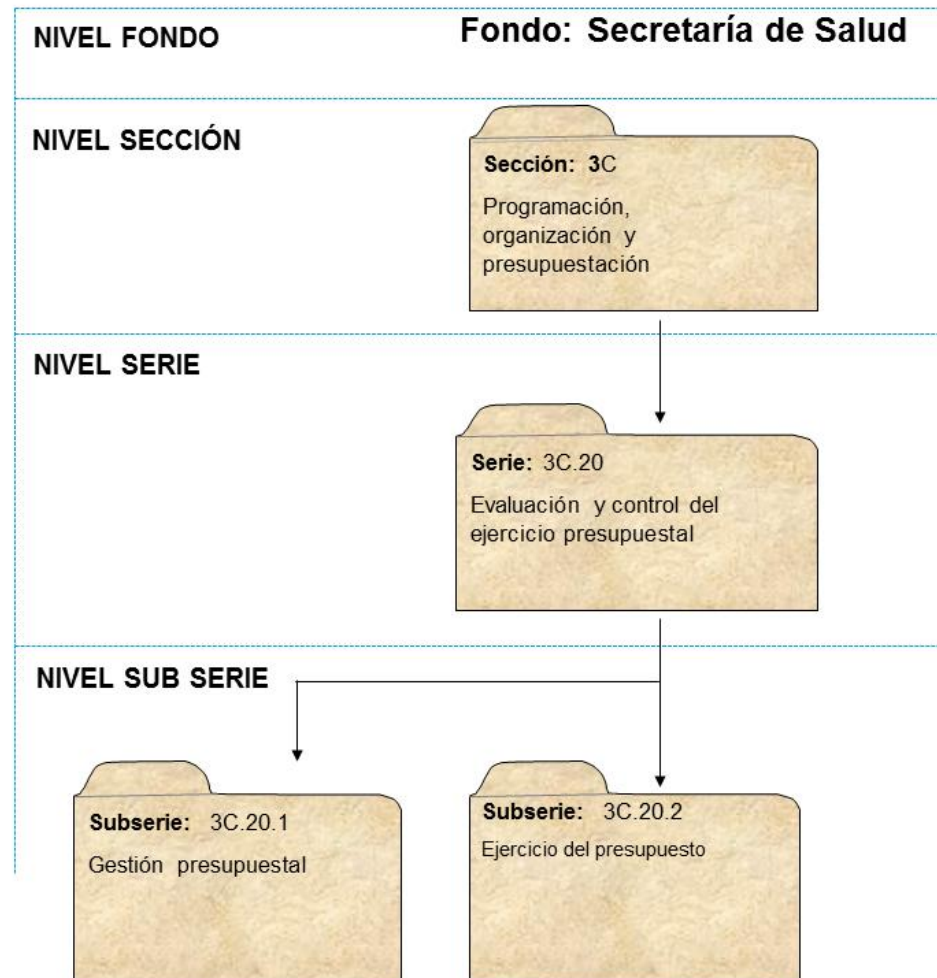 NIVEL FONDO
Fondo: Secretaría de Salud
NIVEL SECCIÓN
Sección: 3C
Programación,
organización y
presupuestación
NIVEL SERIE
Serie: 3C.20
Evaluación y control del
ejercicio presupuestal
NIVEL SUB SERIE
Subserie: 3C.20.1
Gestión presupuestal
Subserie: 3C.20.2
Ejercicio del presupuesto